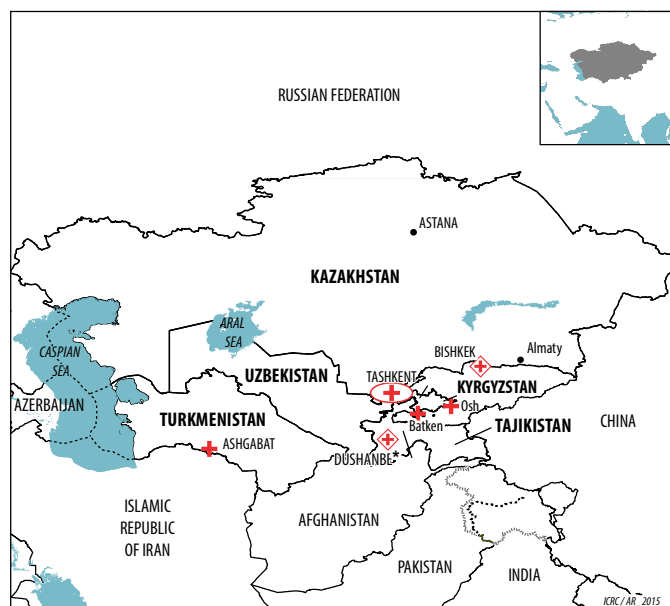 RUSSIAN FEDERATION
ASTANA
KAZAKHSTAN
ARAL
SEA
CASPIAN
SEA
BISHKEK
Almaty
TASHKENT
UZBEKISTAN
KYRGYZSTAN
AZERBAIJAN
TURKMENISTAN
Osh
Batken
TAJIKISTAN
CHINA
ASHGABAT
DUSHANBE*
ISLAMIC
REPUBLIC
OF IRAN
AFGHANISTAN
PAKISTAN
INDIA
ICRC / AR_2015